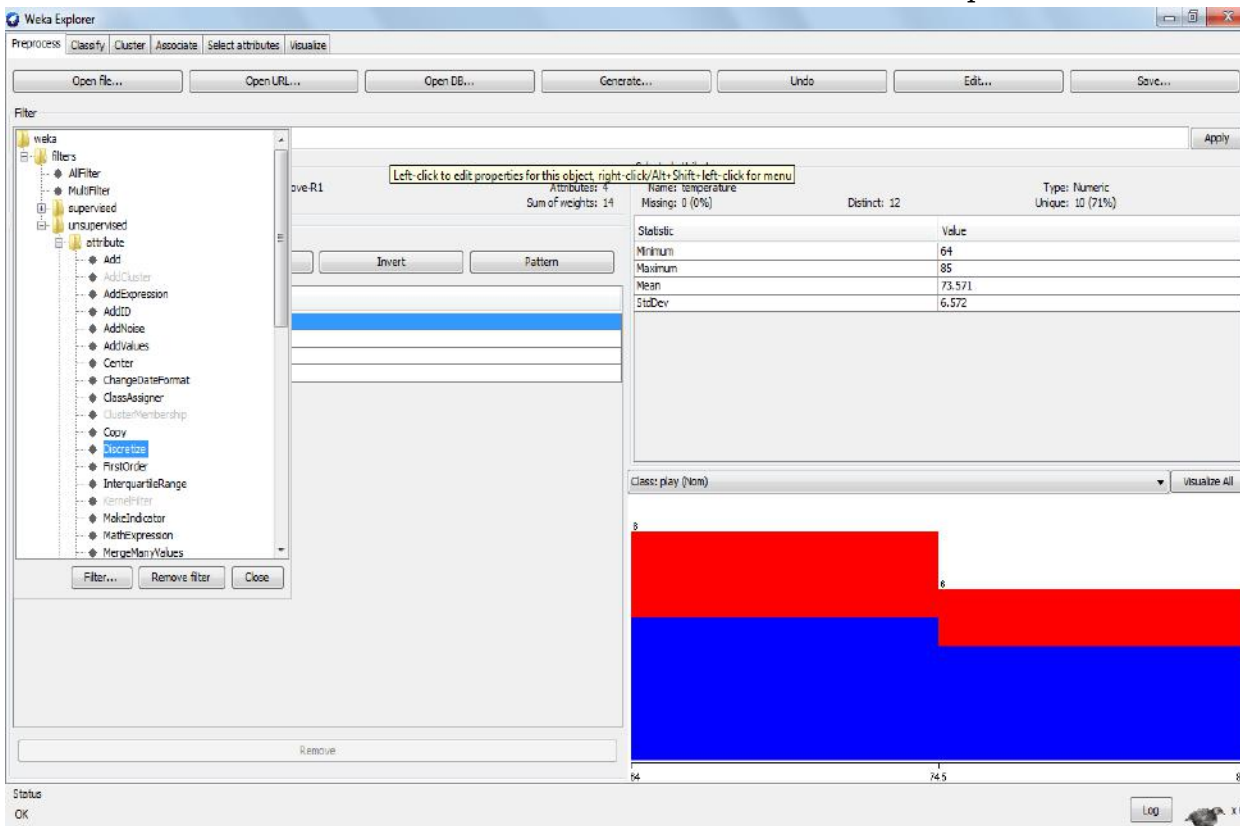 Weka Explorer
Preprocess Classify Cluster Associate Select attributes Visualize
Open file... Open URL... Open DB... Generate... Undo Edit... Save...
Filter
weka
filters
AllFilter
MultiFilter
supervised
unsupervised
attribute
Add
AddCluster
AddExpression
AddID
AddNoise
AddValues
Center
ChangeDateFormat
ClassAssigner
ClusterMembership
Copy
Discretize
FirstOrder
InterquartileRange
KernelFilter
MakeIndicator
MathExpression
MergeManyValues
Filter... Remove filter Close
Apply
Left-click to edit properties for this object, right-click/Alt+Shift+left-click for menu
ove-R1 Attributes: 4
Sum of weights: 14
Invert Pattern
Remove
Name: temperature Type: Numeric
Missing: 0 (0%) Distinct: 12 Unique: 10 (71%)
Statistic Value
Minimum 64
Maximum 85
Mean 73.571
StdDev 6.572
Class: play (Nom) Visualize All
8
6
64 74.5 8
Status
OK
Log x